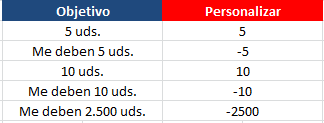 Objetivo Personalizar
5 uds. 5
Me deben 5 uds. -5
10 uds. 10
Me deben 10 uds. -10
Me deben 2.500 uds. -2500